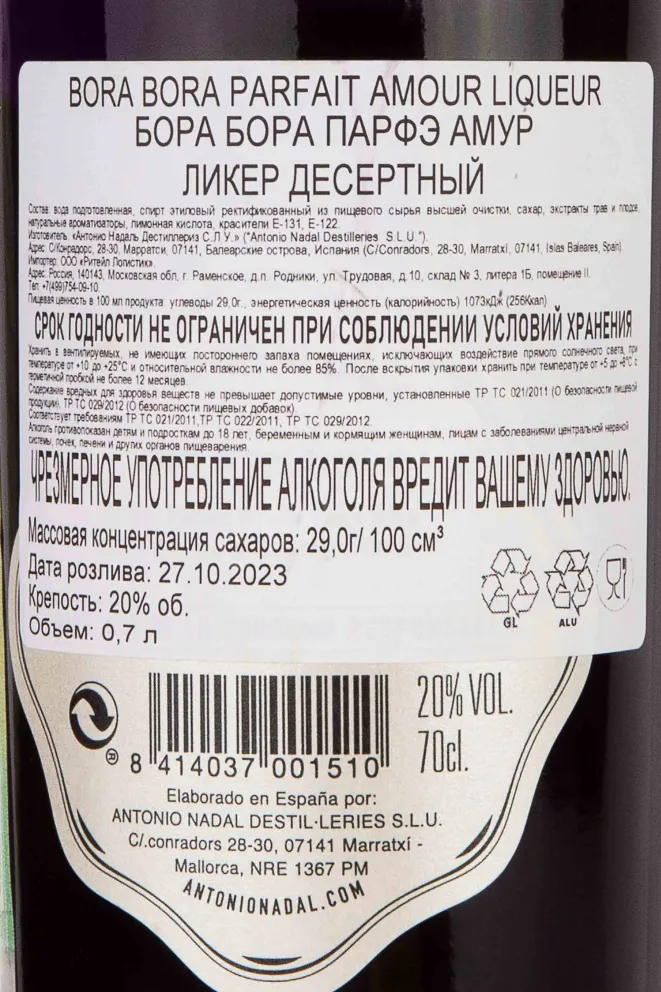 BORA BORA PARFAIT AMOUR LIQUEUR
БОРА БОРА ПАРФЭ АМУР
ЛИКЕР ДЕСЕРТНЫЙ
Состав: вода подготовленная, спирт этиловый ректификованный из пищевого сырья высшей очистки, сахар, экстракты трав и плодов,
натуральные ароматизаторы, лимонная кислота, красители Е-131, Е-122.
Изготовитель: «Антонио Надаль Дестиллериз С.Л.У.» ("Antonio Nadal Destilleries S.L.U.").
Адрес: С/Конрадорс, 28-30, Марратси, 07141, Балеарские острова, Испания (C/Conradors, 28-30, Marratxi, 07141, Islas Baleares, Spain).
Импортер: ООО «Ритейл Лоגистик».
Адрес: Россия, 140143, Московская обл, г. Раменское, д.п. Родники, ул. Трудовая, д.10, склад № 3, литера 1Б, помещение II.
Тел. +7(499)754-09-10.
Пищевая ценность в 100 мл продукта: углеводы 29,0г., энергетическая ценность (калорийность) 1073кДж (256Ккал)
СРОК ГОДНОСТИ НЕ ОГРАНИЧЕН ПРИ СОБЛЮДЕНИИ УСЛОВИЙ ХРАНЕНИЯ
Хранить в вентилируемых, не имеющих постороннего запаха помещениях, исключающих воздействие прямого солнечного света, при
температуре от +10 до +25°С и относительной влажности не более 85%. После вскрытия упаковки хранить при температуре от +5 до +6°С с
герметичной пробкой не более 12 месяцев.
Содержание вредных для здоровья веществ не превышает допустимые уровни, установленные ТР ТС 021/2011 (О безопасности пищевой
продукции), ТР ТС 029/2012 (О безопасности пищевых добавок).
Соответствует требованиям ТР ТС 021/2011, ТР ТС 022/2011, ТР ТС 029/2012.
Алкоголь противопоказан детям и подросткам до 18 лет, беременным и кормящим женщинам, лицам с заболеваниями центральной нервной
системы, почек, печени и других органов пищеварения.
ЧРЕЗМЕРНОЕ УПОТРЕБЛЕНИЕ АЛКОГОЛЯ ВРЕДИТ ВАШЕМУ ЗДОРОВЬЮ.
Массовая концентрация сахаров: 29,0г/ 100 см³
Дата розлива: 27.10.2023
Крепость: 20% об.
Объем: 0,7 л
GL
ALU
20% VOL.
70cl.
®
8 414037 001510
Elaborado en España por:
ANTONIO NADAL DESTIL·LERIES S.L.U.
C/.conradors 28-30, 07141 Marratxí -
Mallorca, NRE 1367 PM
ANTONIONADAL.COM